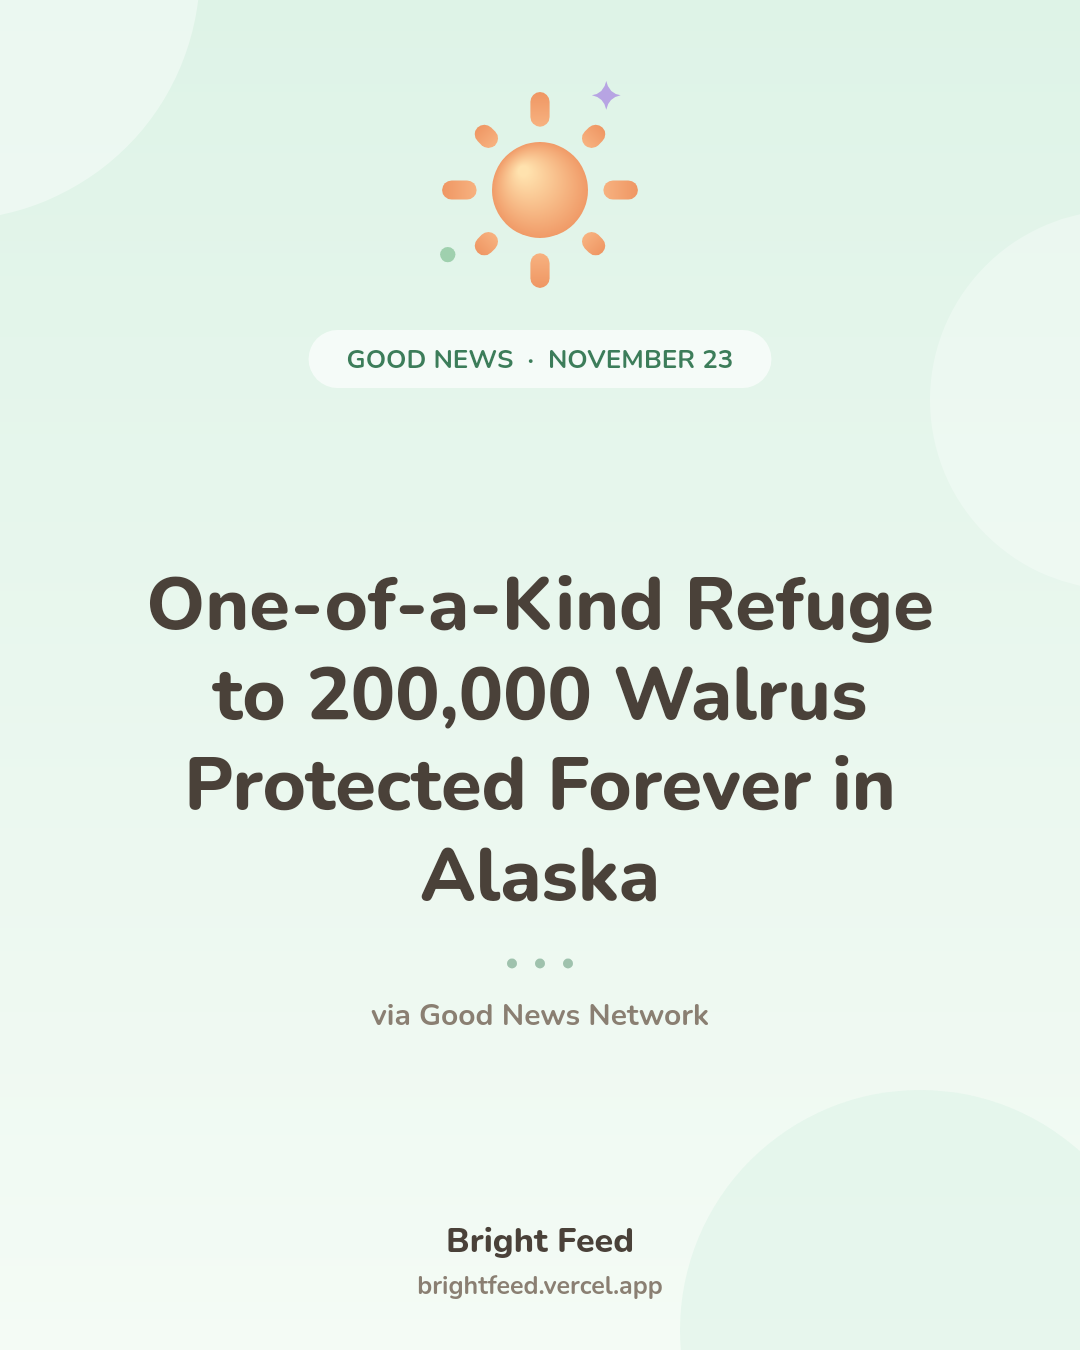 GOOD NEWS · NOVEMBER 23
One-of-a-Kind Refuge
to 200,000 Walrus
Protected Forever in
Alaska
via Good News Network
Bright Feed
brightfeed.vercel.app